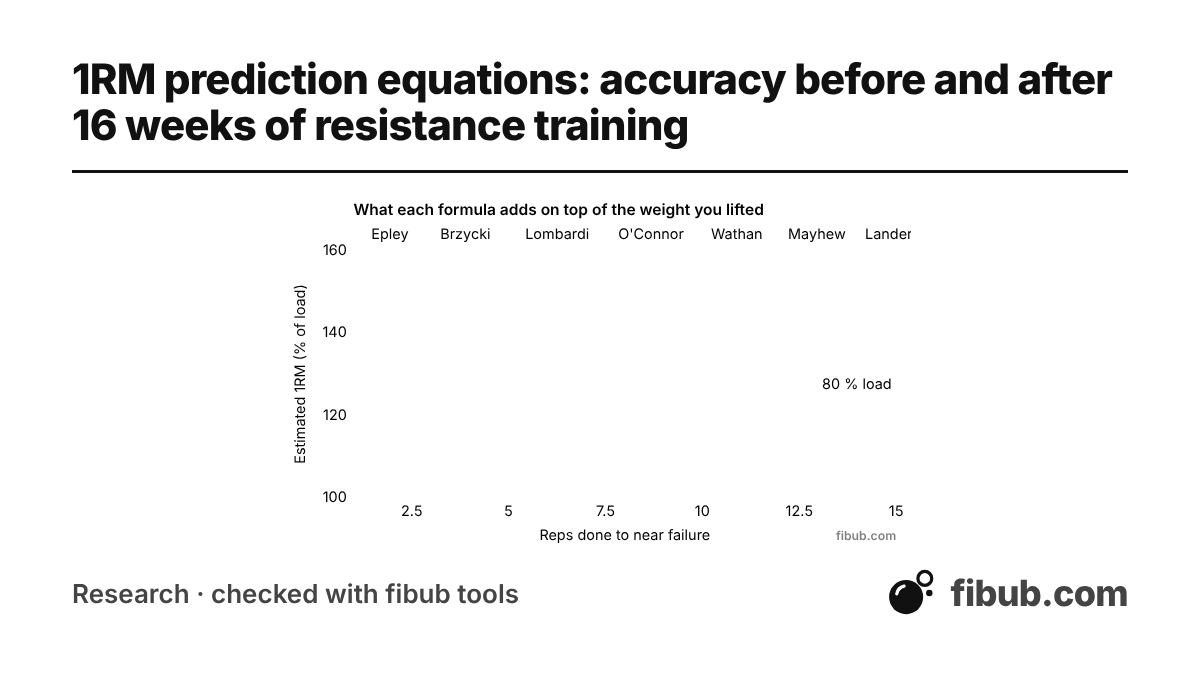 1RM prediction equations: accuracy before and after
16 weeks of resistance training
What each formula adds on top of the weight you lifted
Epley Brzycki Lombardi O'Connor Wathan Mayhew Lander
160
140
120
100
Estimated 1RM (% of load)
80 % load
2.5 5 7.5 10 12.5 15
Reps done to near failure
fibub.com
Research · checked with fibub tools
fibub.com